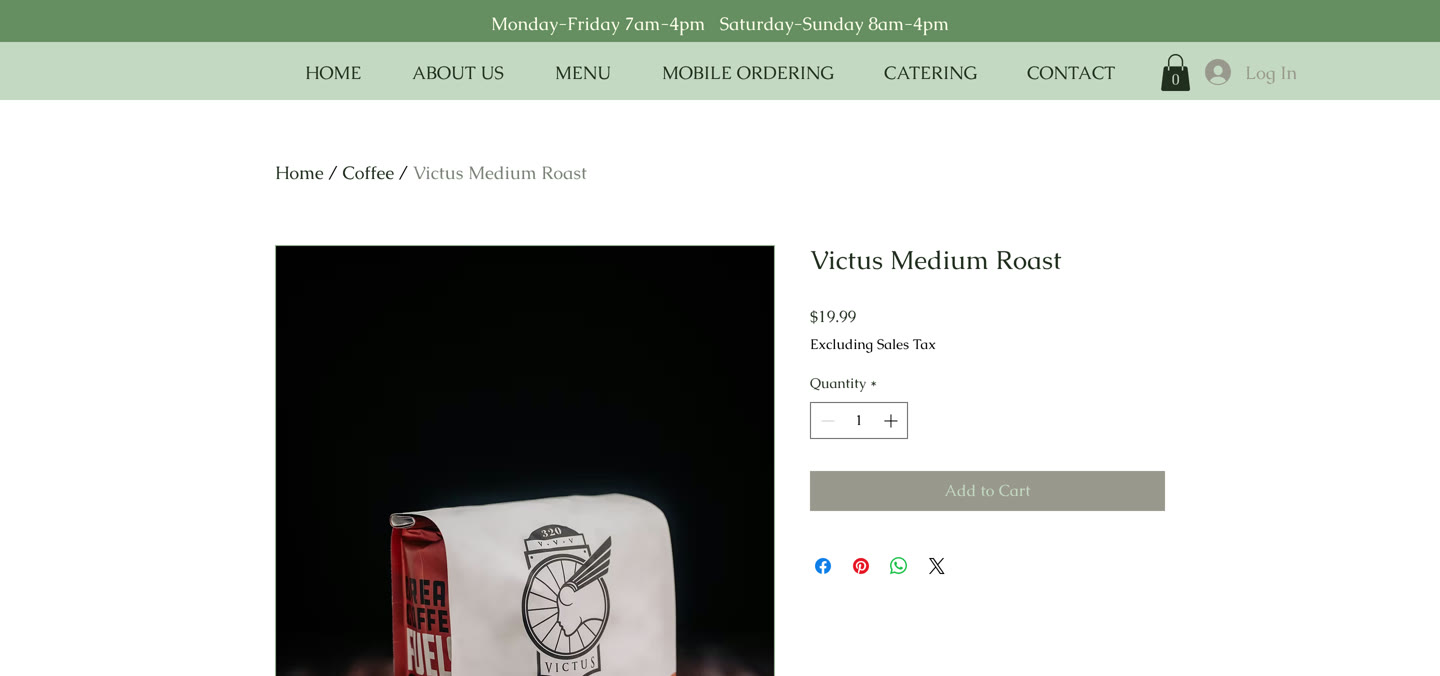 Monday-Friday 7am-4pm   Saturday-Sunday 8am-4pm
HOME ABOUT US MENU MOBILE ORDERING CATERING CONTACT 0 Log In
Home / Coffee / Victus Medium Roast
Victus Medium Roast
$19.99
Excluding Sales Tax
Quantity *
1
Add to Cart
320
V-V-V
VICTUS
FUEL